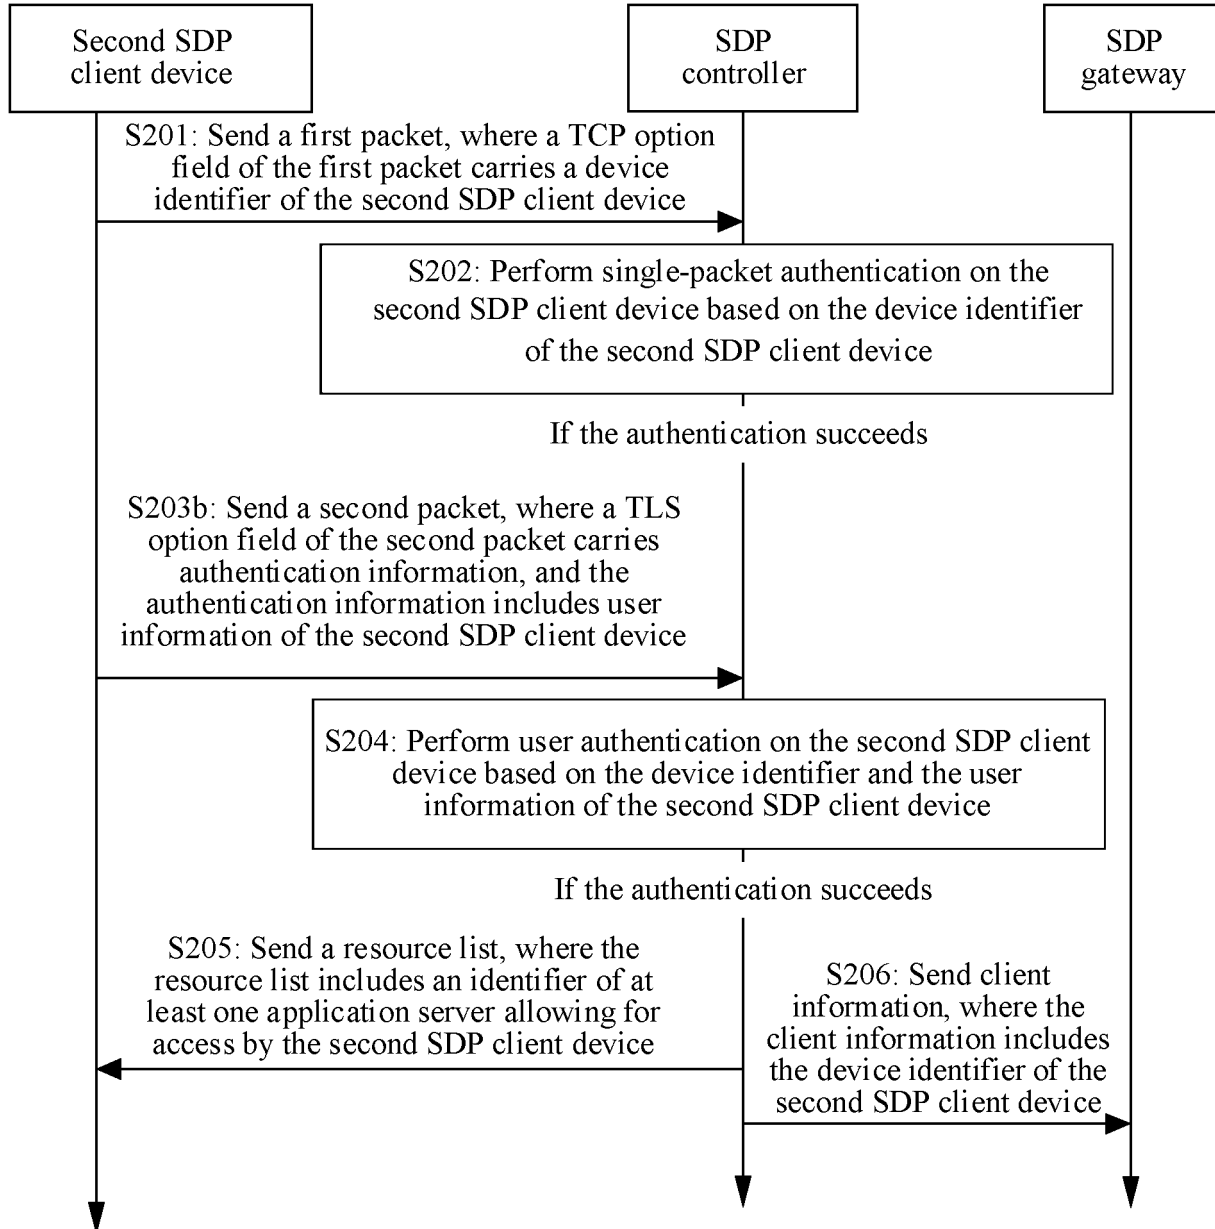 Second SDP
client device
SDP
controller
SDP
gateway
S201: Send a first packet, where a TCP option
field of the first packet carries a device
identifier of the second SDP client device
S202: Perform single-packet authentication on the
second SDP client device based on the device identifier
of the second SDP client device
If the authentication succeeds
S203b: Send a second packet, where a TLS
option field of the second packet carries
authentication information, and the
authentication information includes user
information of the second SDP client device
S204: Perform user authentication on the second SDP client
device based on the device identifier and the user
information of the second SDP client device
If the authentication succeeds
S205: Send a resource list, where the
resource list includes an identifier of at
least one application server allowing for
access by the second SDP client device
S206: Send client
information, where the
client information includes
the device identifier of the
second SDP client device